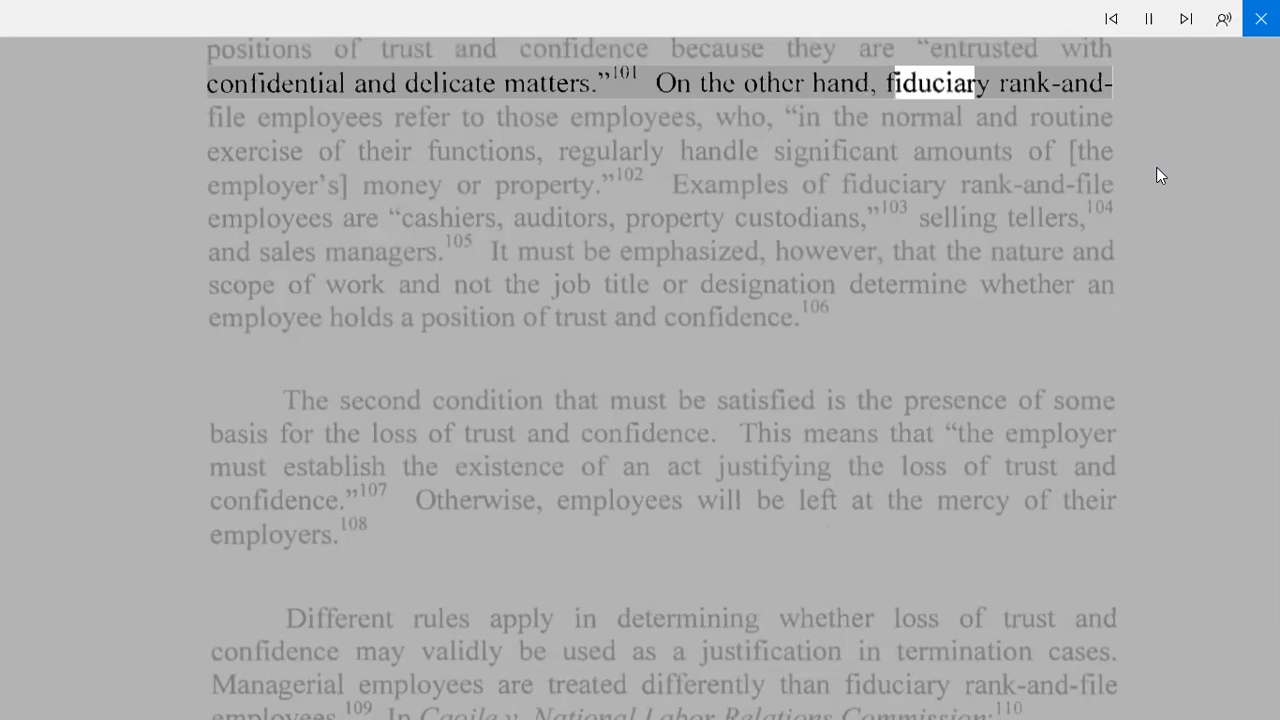 positions of trust and confidence because they are “entrusted with
confidential and delicate matters.”101 On the other hand, fiduciary rank-and-
file employees refer to those employees, who, “in the normal and routine
exercise of their functions, regularly handle significant amounts of [the
employer’s] money or property.”102 Examples of fiduciary rank-and-file
employees are “cashiers, auditors, property custodians,”103 selling tellers,104
and sales managers.105 It must be emphasized, however, that the nature and
scope of work and not the job title or designation determine whether an
employee holds a position of trust and confidence.106
The second condition that must be satisfied is the presence of some
basis for the loss of trust and confidence. This means that “the employer
must establish the existence of an act justifying the loss of trust and
confidence.”107 Otherwise, employees will be left at the mercy of their
employers.108
Different rules apply in determining whether loss of trust and
confidence may validly be used as a justification in termination cases.
Managerial employees are treated differently than fiduciary rank-and-file
employees.109 In Caoile v. National Labor Relations Commission:110